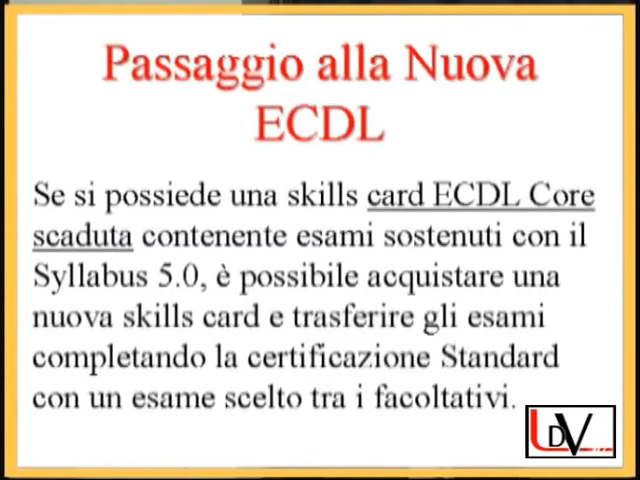 Passaggio alla Nuova
ECDL
Se si possiede una skills card ECDL Core
scaduta contenente esami sostenuti con il
Syllabus 5.0, è possibile acquistare una
nuova skills card e trasferire gli esami
completando la certificazione Standard
con un esame scelto tra i facoltativi.
UDV